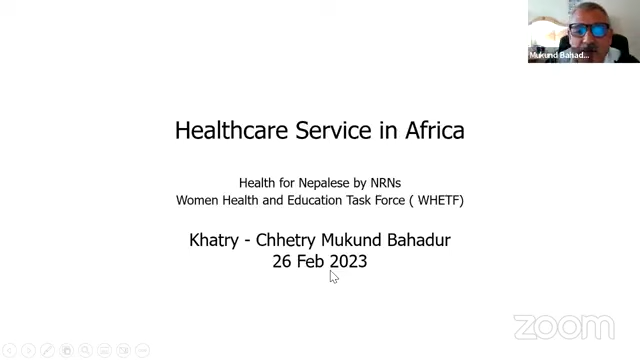 Mukund Bahad...
Healthcare Service in Africa
Health for Nepalese by NRNs
Women Health and Education Task Force ( WHETF)
Khatry - Chhetry Mukund Bahadur
26 Feb 2023
zoom